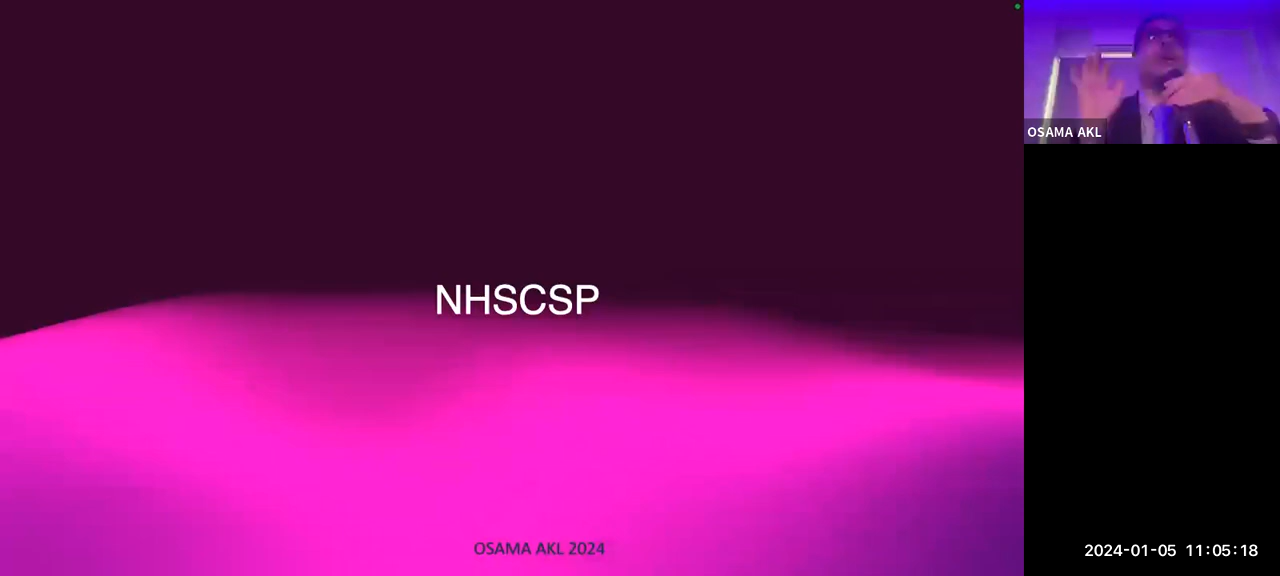 NHSCSP
OSAMA AKL 2024
OSAMA AKL
2024-01-05 11:05:18